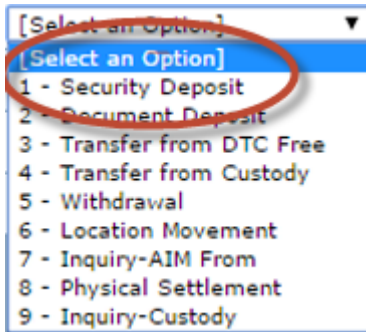 [Select an Option]
[Select an Option]
1 - Security Deposit
2 - Document Deposit
3 - Transfer from DTC Free
4 - Transfer from Custody
5 - Withdrawal
6 - Location Movement
7 - Inquiry-AIM From
8 - Physical Settlement
9 - Inquiry-Custody